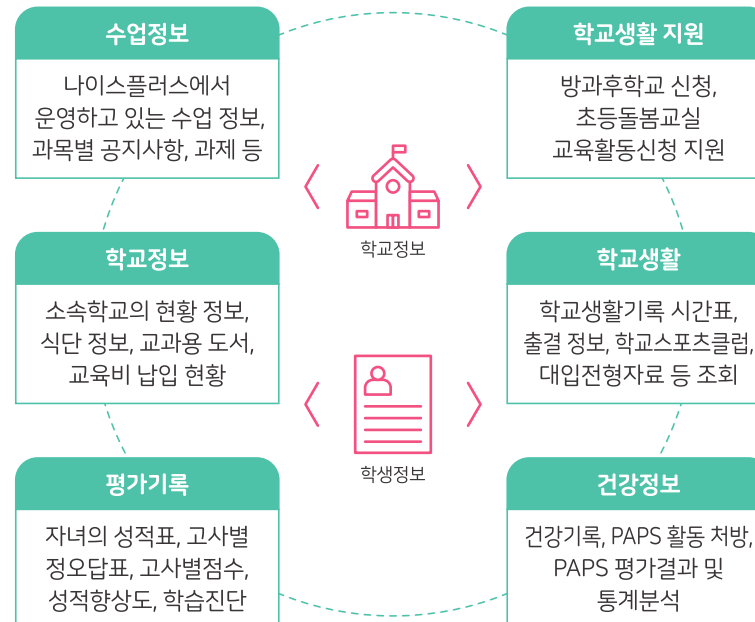 수업정보
나이스플러스에서
운영하고 있는 수업 정보,
과목별 공지사항, 과제 등
학교생활 지원
방과후학교 신청,
초등돌봄교실
교육활동신청 지원
학교정보
학교정보
소속학교의 현황 정보,
식단 정보, 교과용 도서,
교육비 납입 현황
학교생활
학교생활기록 시간표,
출결 정보, 학교스포츠클럽,
대입전형자료 등 조회
학생정보
평가기록
자녀의 성적표, 고사별
정오답표, 고사별점수,
성적향상도, 학습진단
건강정보
건강기록, PAPS 활동 처방,
PAPS 평가결과 및
통계분석